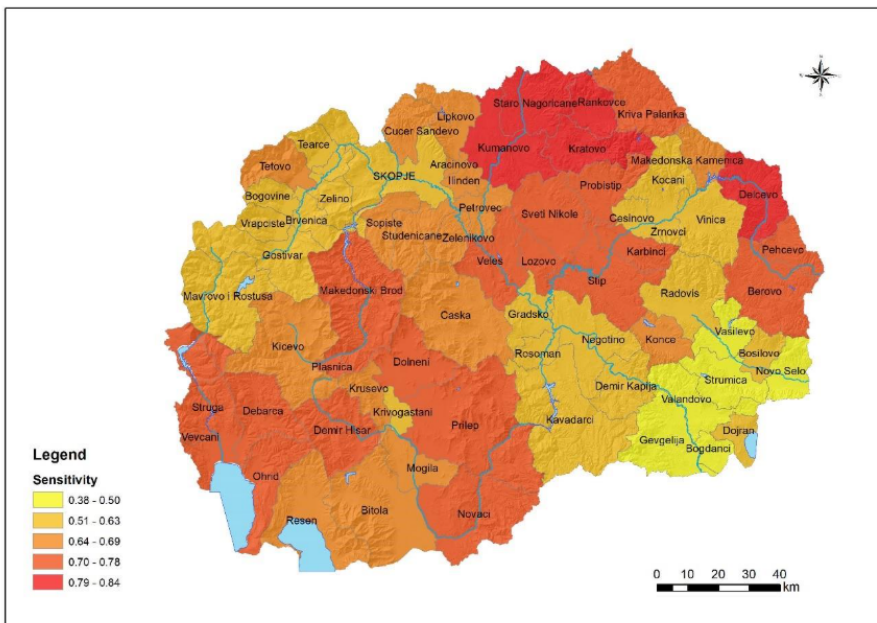 Staro Nagoricane
Rankovce
Kriva Palanka
Lipkovo
Cucer Sandevo
Kumanovo
Kratovo
Tearce
Tetovo
SKOPJE
Aracinovo
Ilinden
Makedonska Kamenica
Kocani
Delcevo
Probistip
Bogovine
Zelino
Vrapciste
Brvenica
Petrovec
Sveti Nikole
Cesinovo
Vinica
Zrnovci
Sopiste
Studenicane
Zelenikovo
Gostivar
Karbinci
Pehcevo
Veles
Lozovo
Stip
Makedonski Brod
Berovo
Mavrovo i Rostusa
Radovis
Caska
Gradsko
Vasilevo
Negotino
Konce
Kicevo
Rosoman
Bosilovo
Plasnica
Dolneni
Novo Selo
Krusevo
Demir Kapija
Strumica
Valandovo
Struga
Debarca
Krivogastani
Kavadarci
Demir Hisar
Prilep
Vevcani
Dojran
Gevgelija
Bogdanci
Mogila
Ohrid
Bitola
Novaci
Resen
Legend
Sensitivity
0.38 - 0.50
0.51 - 0.63
0.64 - 0.69
0.70 - 0.78
0.79 - 0.84
0 5 10 20 30 40
km